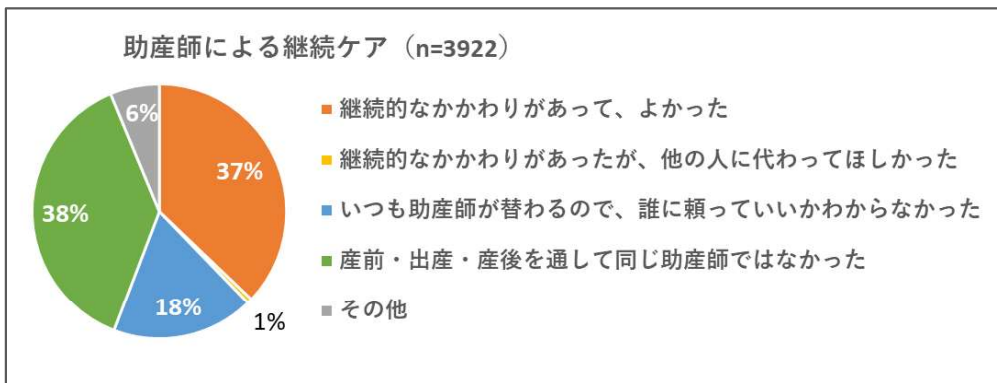 助産師による継続ケア（n=3922）
6%
37%
38%
18%
1%
継続的なかかわりがあって、よかった
継続的なかかわりがあったが、他の人に代わってほしかった
いつも助産師が替わるので、誰に頼っていいかわからなかった
産前・出産・産後を通して同じ助産師ではなかった
その他